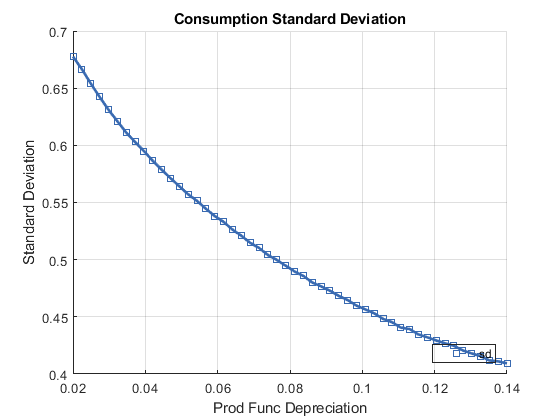 Consumption Standard Deviation
0.7
0.65
0.6
0.55
0.5
0.45
0.4
Standard Deviation
sd
0.02 0.04 0.06 0.08 0.1 0.12 0.14
Prod Func Depreciation